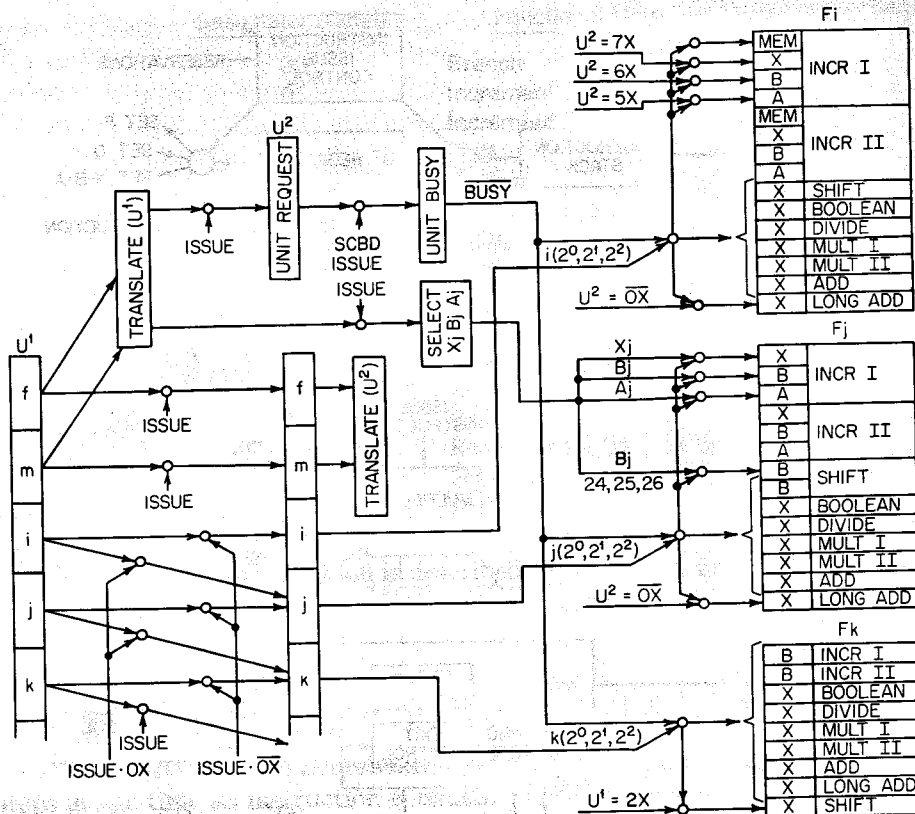 Fi
U²=7X
U²=6X
U²=5X
MEM
X
B
A
INCR I
MEM
X
B
A
INCR II
X SHIFT
X BOOLEAN
X DIVIDE
X MULT I
X MULT II
X ADD
X LONG ADD
U²
TRANSLATE (U¹)
ISSUE
UNIT REQUEST
SCBD
ISSUE
UNIT BUSY
B̅U̅S̅Y̅
i(2⁰,2¹,2²)
U²=O̅X̅
ISSUE
SELECT
Xj Bj Aj
Fj
Xj
Bj
Aj
X
B
A
INCR I
X
B
A
INCR II
Bj
24,25,26
B
B
SHIFT
X BOOLEAN
X DIVIDE
X MULT I
X MULT II
X ADD
X LONG ADD
j(2⁰,2¹,2²)
U²=O̅X̅
U¹
f
m
i
j
k
ISSUE
ISSUE
f
m
i
j
k
TRANSLATE (U²)
ISSUE
ISSUE·OX
ISSUE·O̅X̅
Fk
B INCR I
B INCR II
X BOOLEAN
X DIVIDE
X MULT I
X MULT II
X ADD
X LONG ADD
X SHIFT
k(2⁰,2¹,2²)
U¹=2X